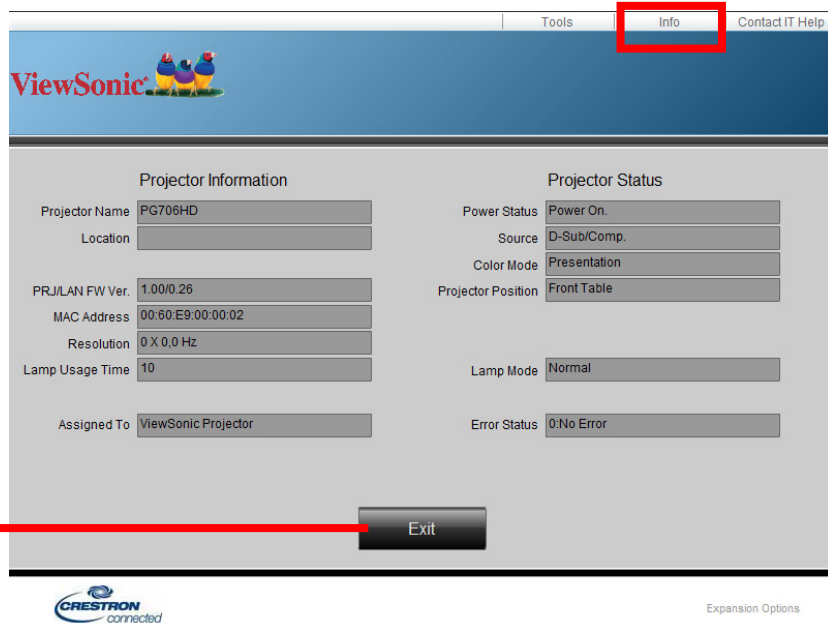 Tools Info Contact IT Help
ViewSonic
Projector Information
Projector Name PG706HD
Location
PRJ/LAN FW Ver. 1.00/0.26
MAC Address 00:60:E9:00:00:02
Resolution 0 X 0,0 Hz
Lamp Usage Time 10
Assigned To ViewSonic Projector
Projector Status
Power Status Power On.
Source D-Sub/Comp.
Color Mode Presentation
Projector Position Front Table
Lamp Mode Normal
Error Status 0:No Error
Exit
CRESTRON
connected
Expansion Options